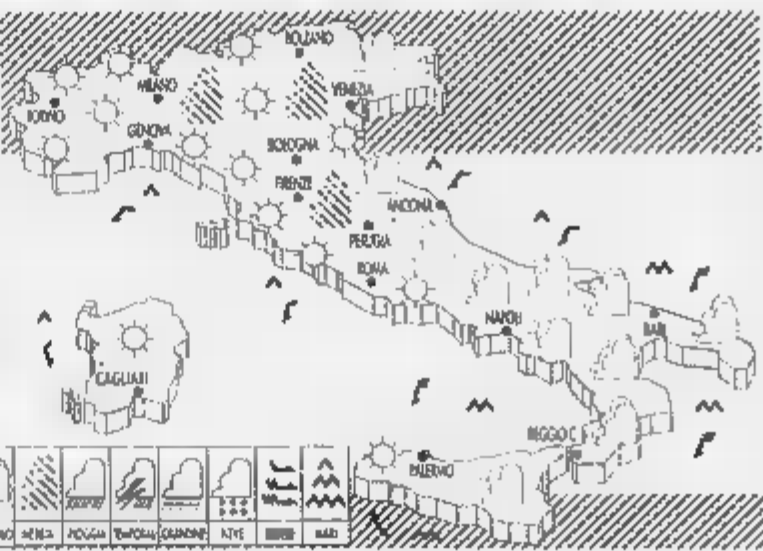 BOLZANO
MILANO
VENEZIA
TORINO
GENOVA
BOLOGNA
FIRENZE
ANCONA
PERUGIA
ROMA
NAPOLI
BARI
CAGLIARI
REGGIO C.
PALERMO
NEBBIA PIOGGIA TEMPORALE NEVE MARI